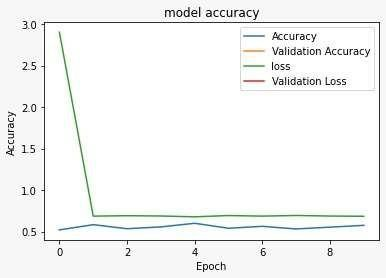 model accuracy
Accuracy
3.0
2.5
2.0
1.5
1.0
0.5
0
2
4
6
8
Epoch
Accuracy
Validation Accuracy
loss
Validation Loss